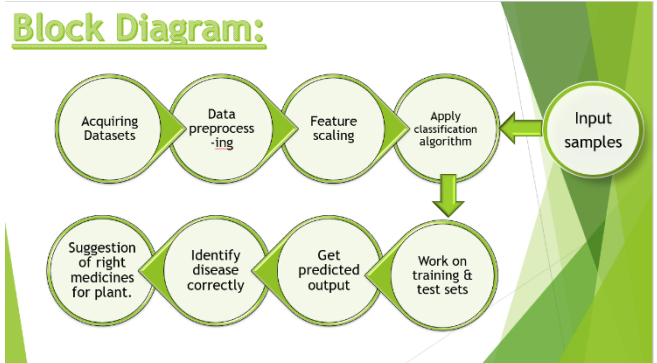 Block Diagram:
Acquiring
Datasets
Data
preprocess
-ing
Feature
scaling
Apply
classification
algorithm
Input
samples
Work on
training &
test sets
Get
predicted
output
Identify
disease
correctly
Suggestion
of right
medicines
for plant.